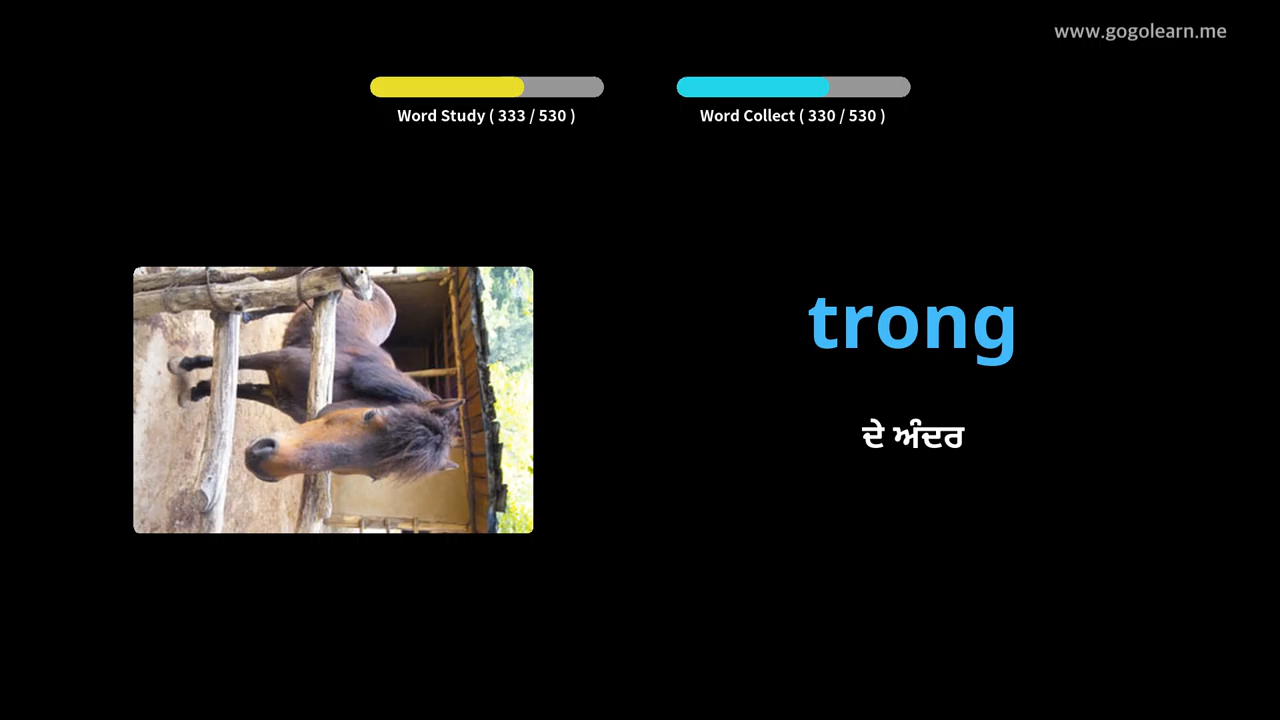 www.gogolearn.me
Word Study ( 333 / 530 )
Word Collect ( 330 / 530 )
trong
ਦੇ ਅੰਦਰ